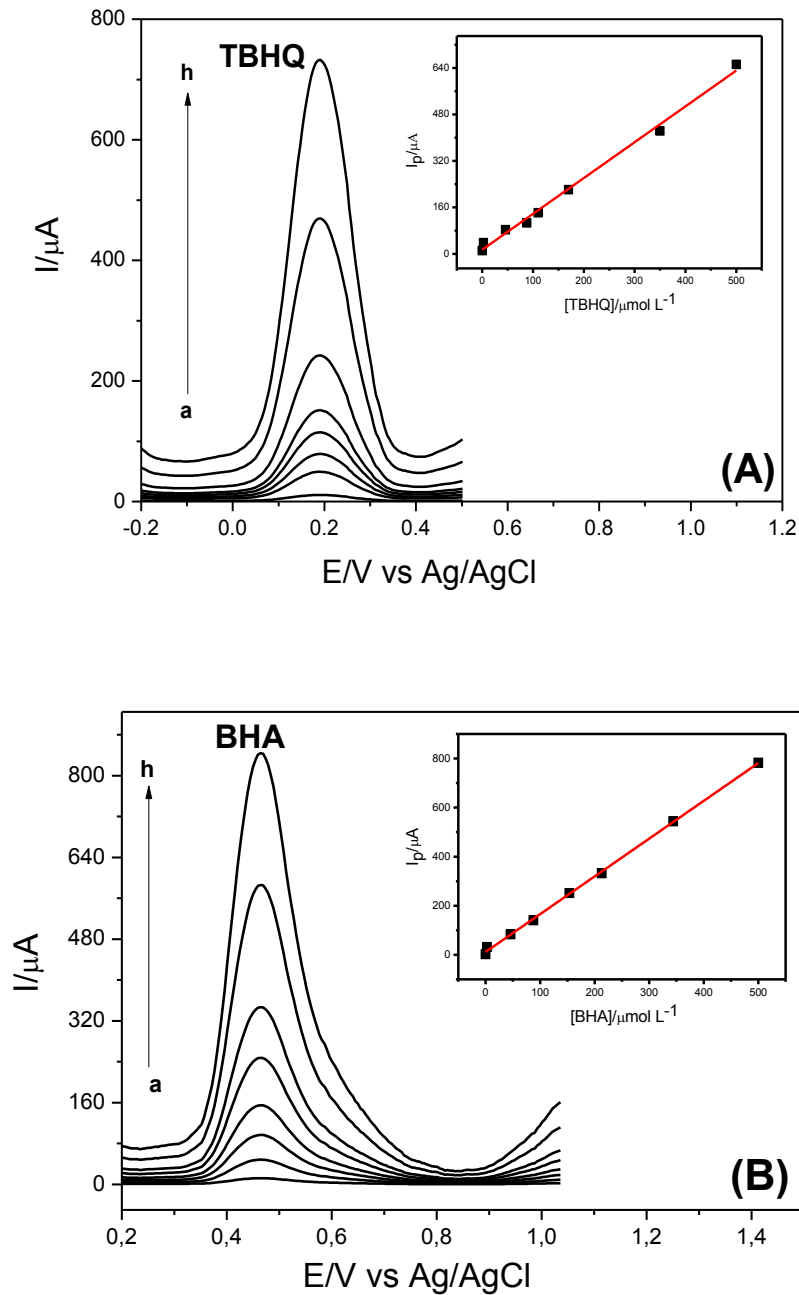 800
600
400
200
0
I/μA
h
a
TBHQ
640
480
320
160
0
Ip/μA
0 100 200 300 400 500
[TBHQ]/μmol L-1
(A)
-0.2 0.0 0.2 0.4 0.6 0.8 1.0 1.2
E/V vs Ag/AgCl
800
640
480
320
160
0
I/μA
h
a
BHA
800
600
400
200
0
Ip/μA
0 100 200 300 400 500
[BHA]/μmol L-1
(B)
0,2 0,4 0,6 0,8 1,0 1,2 1,4
E/V vs Ag/AgCl